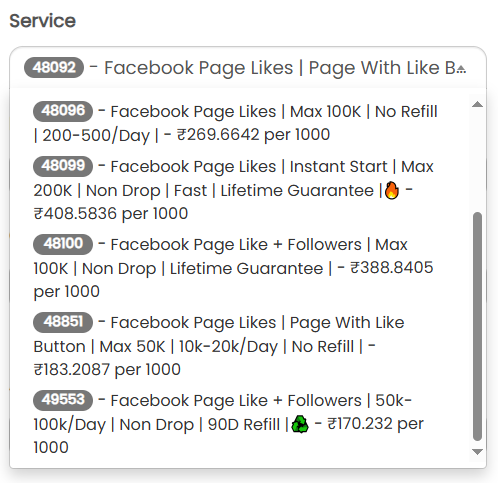 Service
48092 - Facebook Page Likes | Page With Like B...
48096 - Facebook Page Likes | Max 100K | No Refill
| 200-500/Day | - ₹269.6642 per 1000
48099 - Facebook Page Likes | Instant Start | Max
200K | Non Drop | Fast | Lifetime Guarantee |🔥 -
₹408.5836 per 1000
48100 - Facebook Page Like + Followers | Max
100K | Non Drop | Lifetime Guarantee | - ₹388.8405
per 1000
48851 - Facebook Page Likes | Page With Like
Button | Max 50K | 10k-20k/Day | No Refill | -
₹183.2087 per 1000
49553 - Facebook Page Like + Followers | 50k-
100k/Day | Non Drop | 90D Refill |♻ - ₹170.232 per
1000